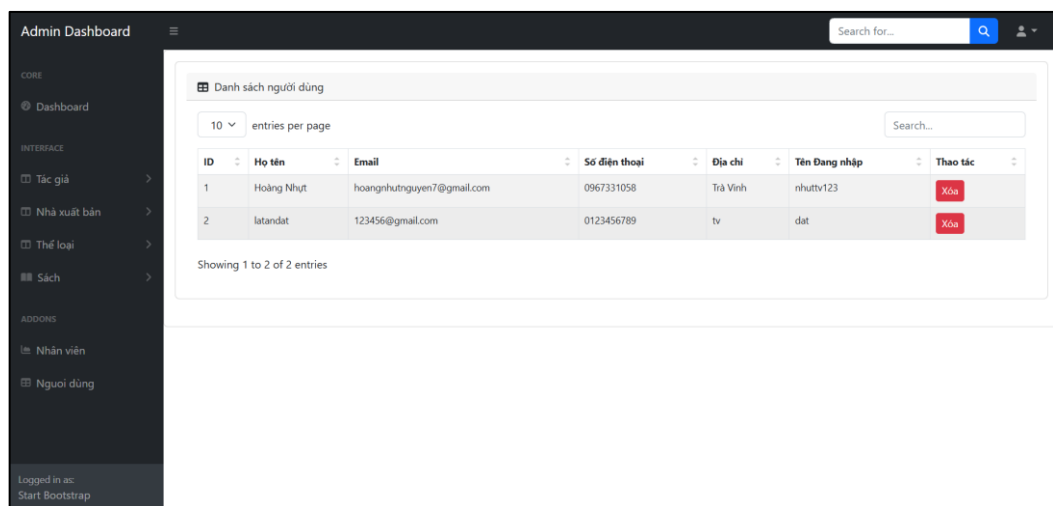 Admin Dashboard
Search for...
CORE
Dashboard
INTERFACE
Tác giả
Nhà xuất bản
Thể loại
Sách
ADDONS
Nhân viên
Nguoi dùng
Logged in as:
Start Bootstrap
Danh sách người dùng
10 entries per page Search...
ID Họ tên Email Số điện thoại Địa chỉ Tên Đang nhập Thao tác
1 Hoàng Nhựt hoangnhutnguyen7@gmail.com 0967331058 Trà Vinh nhuttv123 Xóa
2 latandat 123456@gmail.com 0123456789 tv dat Xóa
Showing 1 to 2 of 2 entries